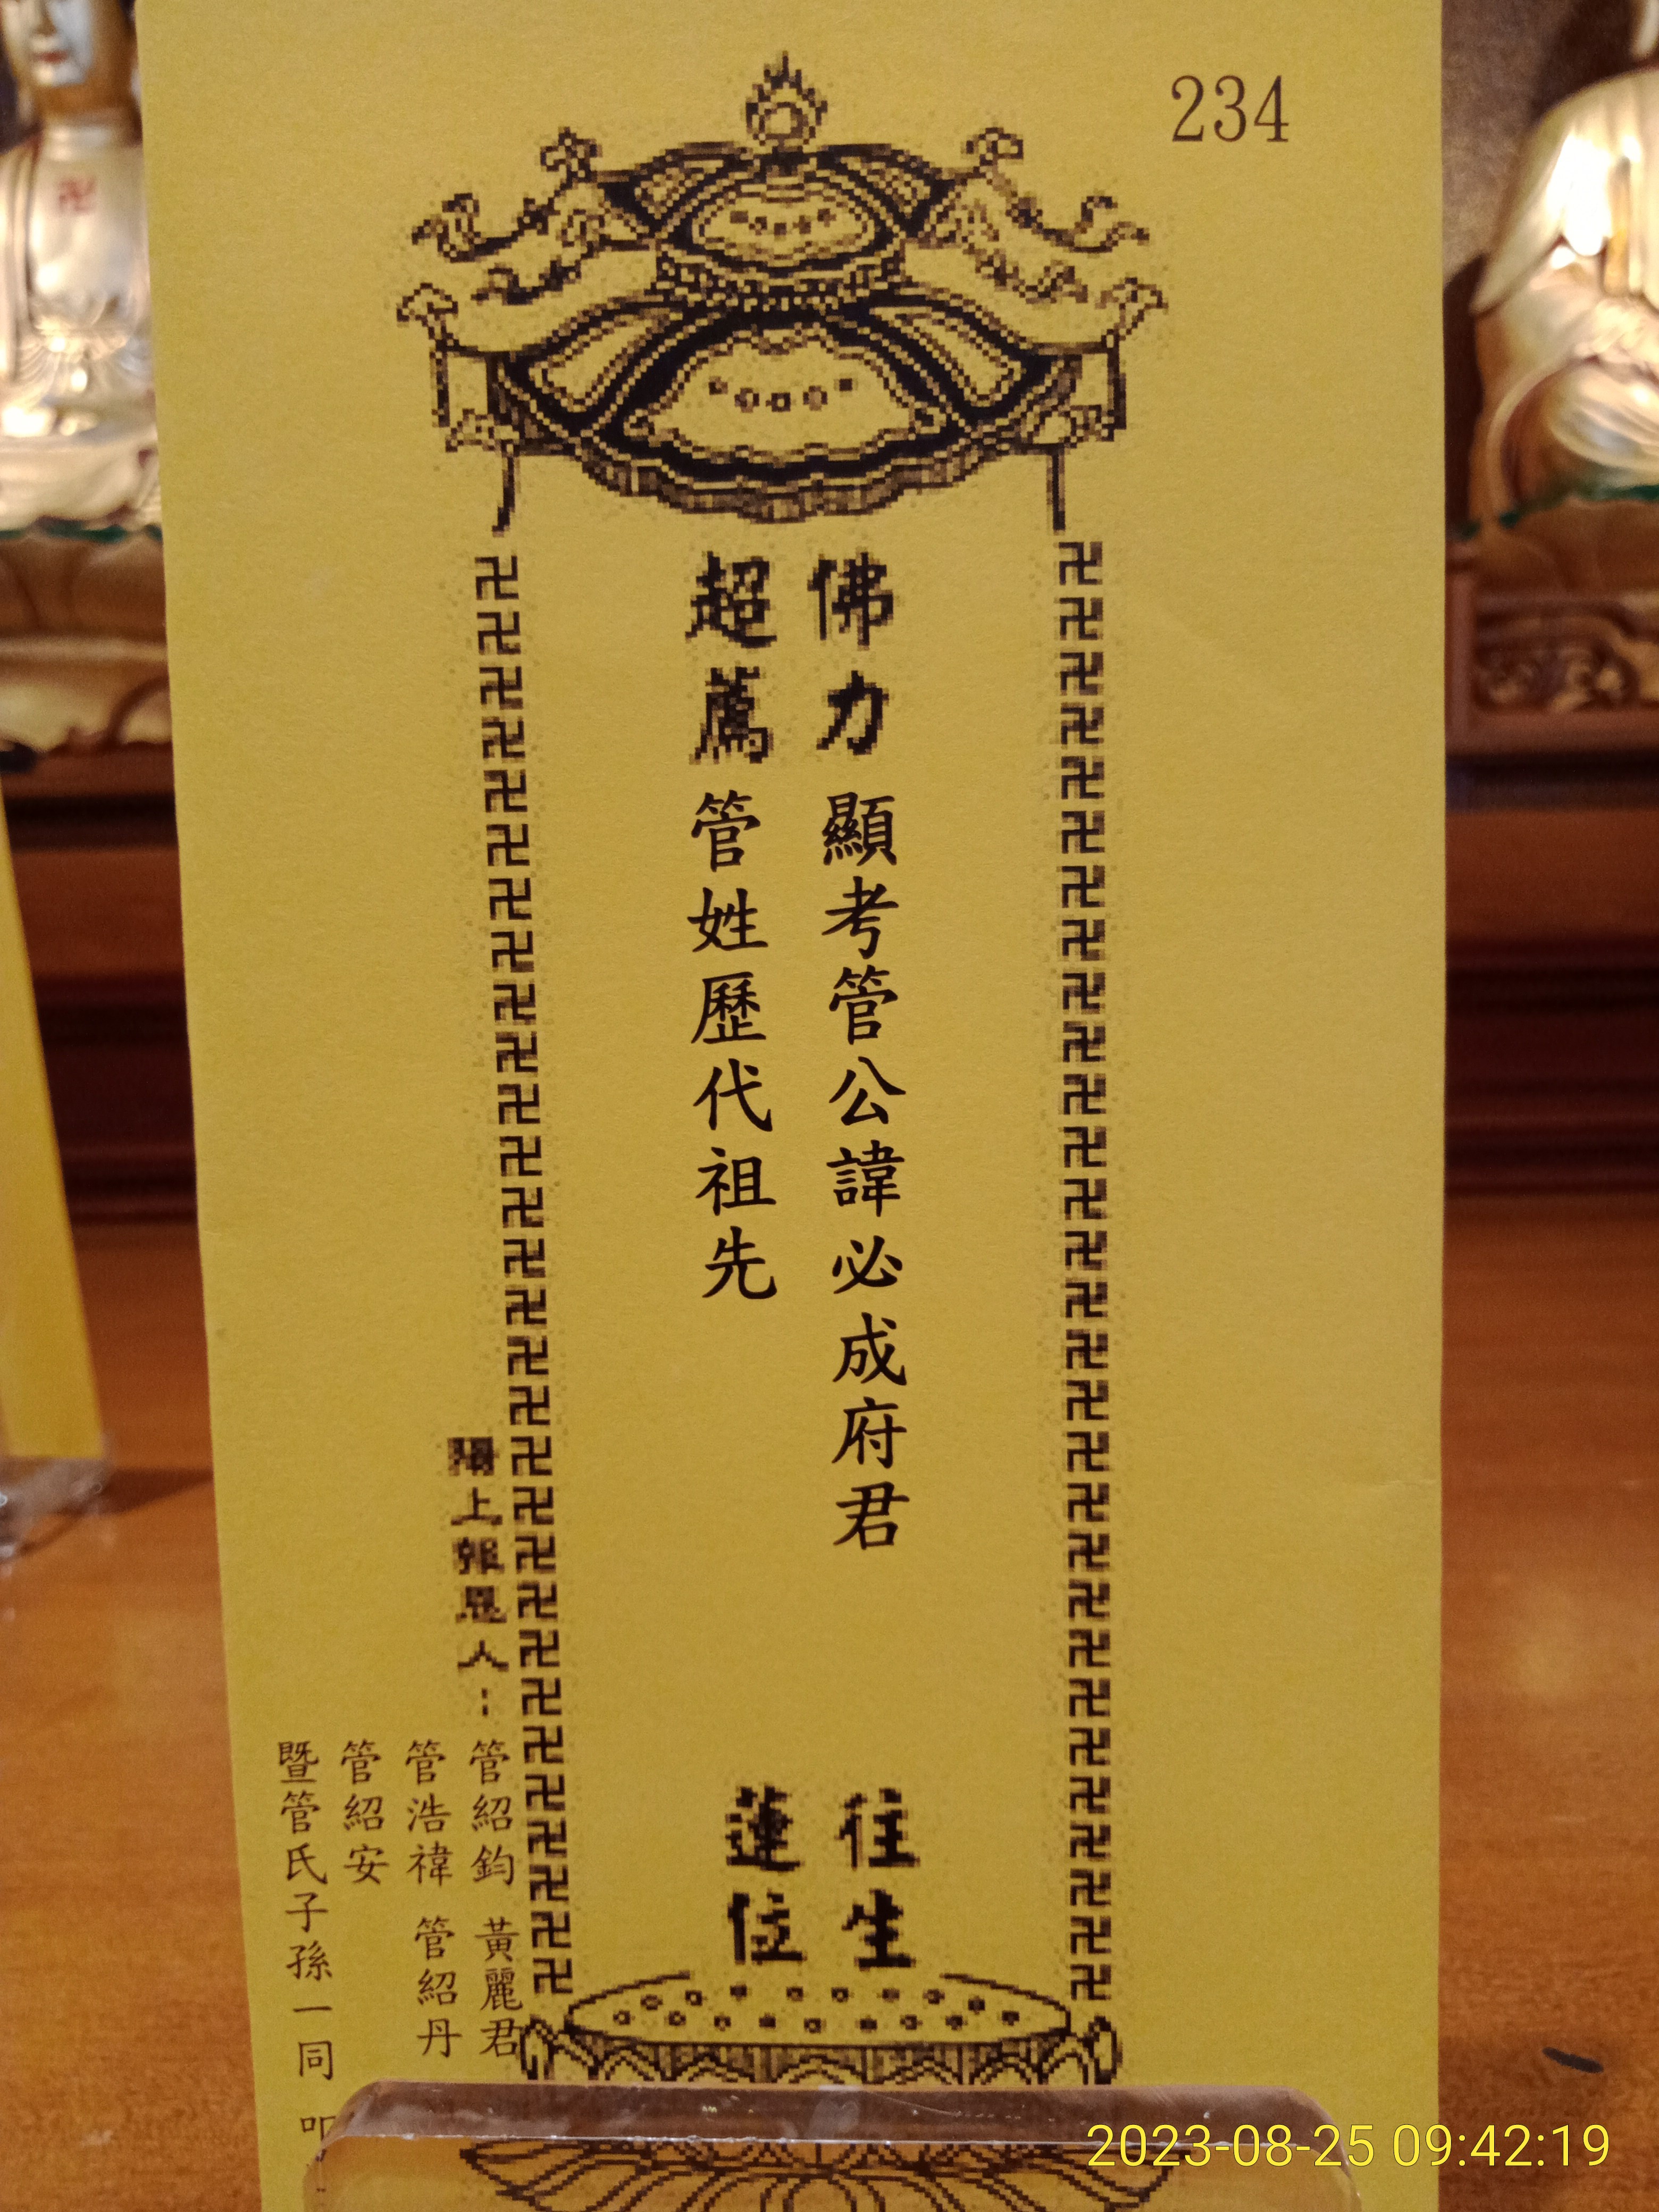 234
佛力 顯考管公諱必成府君 往生
超薦 管姓歷代祖先 蓮位
陽上報恩人：
管紹鈞 黃麗君
管浩禕 管紹丹
管紹安
暨管氏子孫一同 叩
2023-08-25 09:42:19